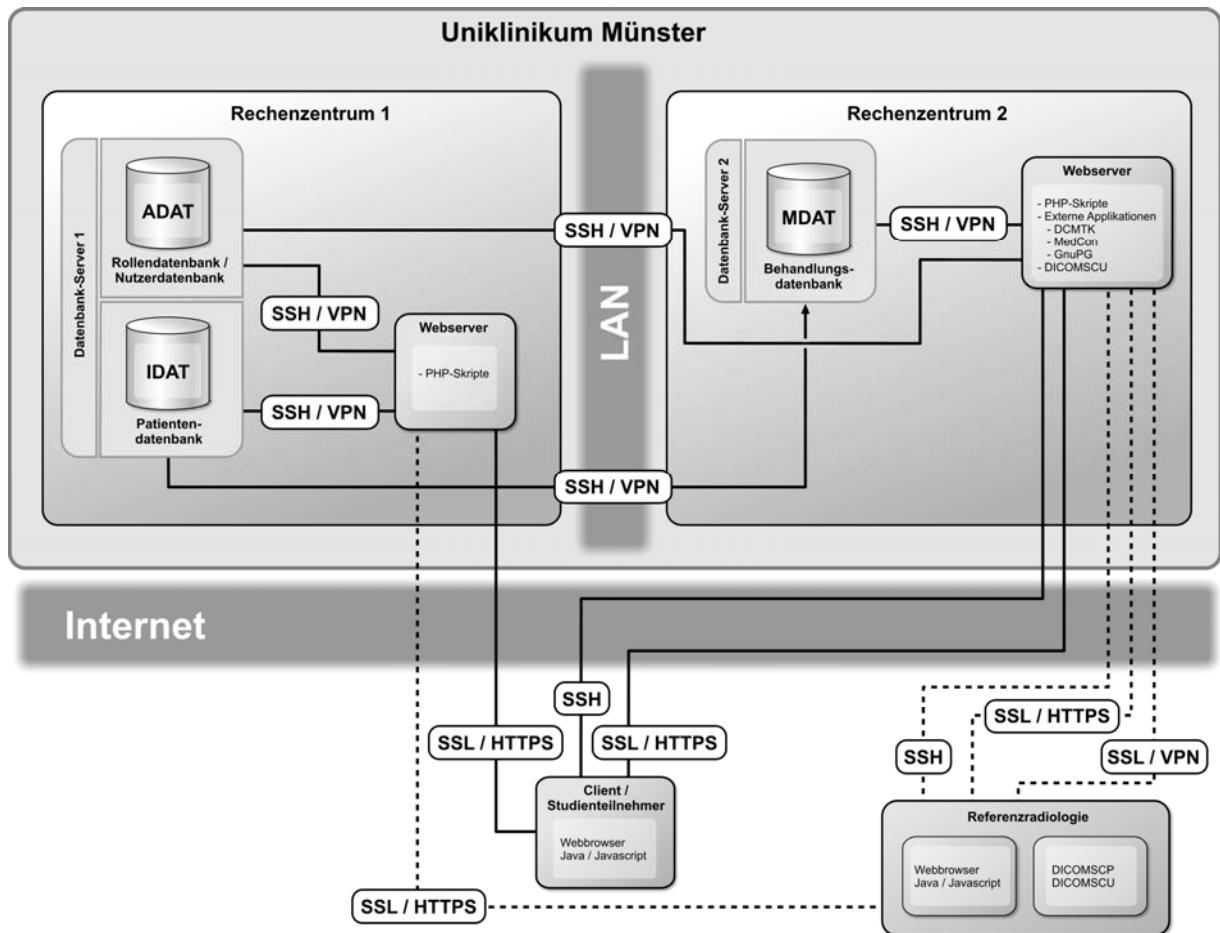 Uniklinikum Münster
Rechenzentrum 1
Datenbank-Server 1
ADAT
Rollendatenbank /
Nutzerdatenbank
IDAT
Patienten-
datenbank
SSH / VPN
SSH / VPN
Webserver
- PHP-Skripte
LAN
SSH / VPN
SSH / VPN
Rechenzentrum 2
Datenbank-Server 2
MDAT
Behandlungs-
datenbank
SSH / VPN
Webserver
- PHP-Skripte
- Externe Applikationen
- DCMTK
- MedCon
- GnuPG
- DICOMSCU
Internet
SSH
SSL / HTTPS
SSL / HTTPS
Client /
Studienteilnehmer
Webbrowser
Java / Javascript
SSL / HTTPS
SSH
SSL / HTTPS
SSL / VPN
Referenzradiologie
Webbrowser
Java / Javascript
DICOMSCP
DICOMSCU